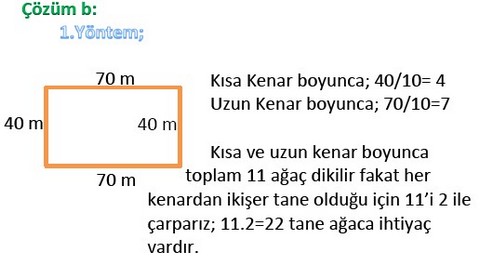 Çözüm b:
1.Yöntem;
70 m
Kısa Kenar boyunca; 40/10= 4
Uzun Kenar boyunca; 70/10=7
40 m
40 m
70 m
Kısa ve uzun kenar boyunca
toplam 11 ağaç dikilir fakat her
kenardan ikişer tane olduğu için 11'i 2 ile
çarparız; 11.2=22 tane ağaca ihtiyaç
vardır.